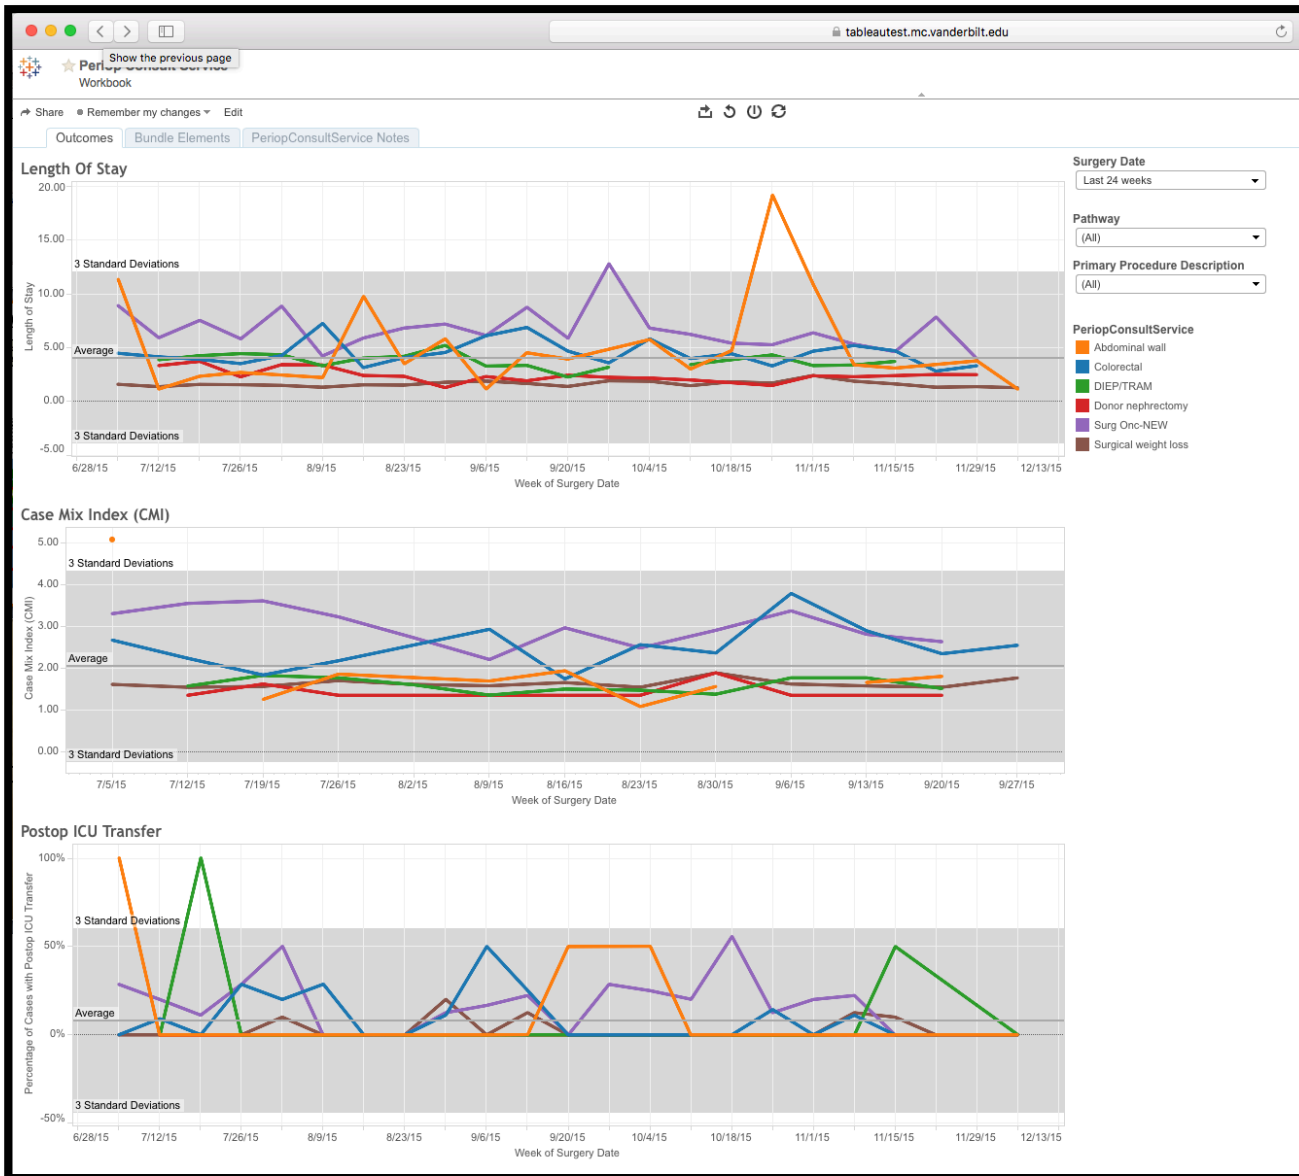 tableautest.mc.vanderbilt.edu
Show the previous page
Periop Consult Service
Workbook
Share Remember my changes Edit
Outcomes Bundle Elements PeriopConsultService Notes
Length Of Stay
20.00
15.00
3 Standard Deviations
10.00
5.00
Average
0.00
3 Standard Deviations
-5.00
Length of Stay
6/28/15 7/12/15 7/26/15 8/9/15 8/23/15 9/6/15 9/20/15 10/4/15 10/18/15 11/1/15 11/15/15 11/29/15 12/13/15
Week of Surgery Date
Surgery Date
Last 24 weeks
Pathway
(All)
Primary Procedure Description
(All)
PeriopConsultService
Abdominal wall
Colorectal
DIEP/TRAM
Donor nephrectomy
Surg Onc-NEW
Surgical weight loss
Case Mix Index (CMI)
5.00
3 Standard Deviations
4.00
3.00
Average
2.00
1.00
0.00
3 Standard Deviations
Case Mix Index (CMI)
7/5/15 7/12/15 7/19/15 7/26/15 8/2/15 8/9/15 8/16/15 8/23/15 8/30/15 9/6/15 9/13/15 9/20/15 9/27/15
Week of Surgery Date
Postop ICU Transfer
100%
3 Standard Deviations
50%
Average
0%
3 Standard Deviations
-50%
Percentage of Cases with Postop ICU Transfer
6/28/15 7/12/15 7/26/15 8/9/15 8/23/15 9/6/15 9/20/15 10/4/15 10/18/15 11/1/15 11/15/15 11/29/15 12/13/15
Week of Surgery Date